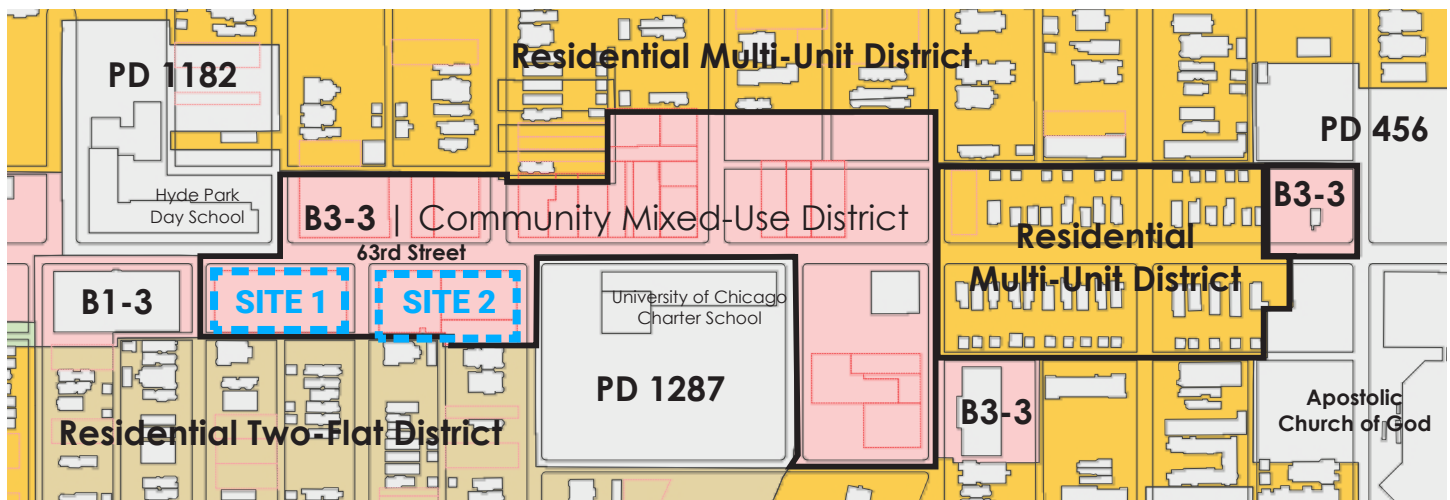 Residential Multi-Unit District
PD 1182
PD 456
Hyde Park
Day School
B3-3 | Community Mixed-Use District
63rd Street
B3-3
Residential
Multi-Unit District
B1-3
SITE 1
SITE 2
University of Chicago
Charter School
PD 1287
B3-3
Apostolic
Church of God
Residential Two-Flat District